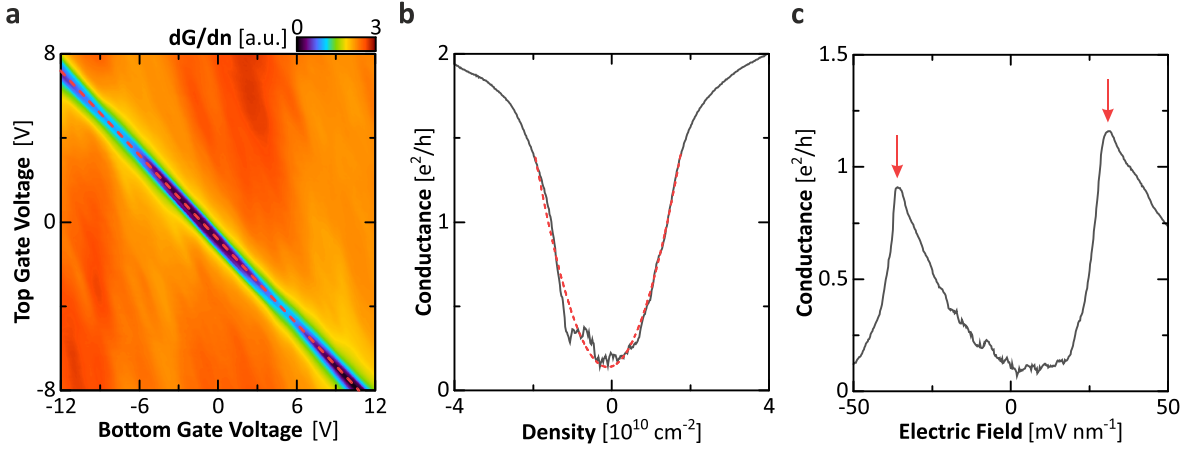 a
dG/dn [a.u.] 0 3
8
0
-8
Top Gate Voltage [V]
-12 -6 0 6 12
Bottom Gate Voltage [V]
b
2
1
0
Conductance [e²/h]
-4 0 4
Density [10¹⁰ cm⁻²]
c
1.5
1
0.5
0
Conductance [e²/h]
-50 0 50
Electric Field [mV nm⁻¹]